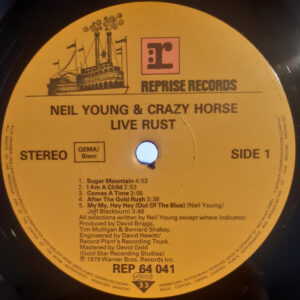 REPRISE RECORDS
NEIL YOUNG & CRAZY HORSE
LIVE RUST
STEREO
GEMA/
Biem
SIDE 1
1. Sugar Mountain 4:53
2. I Am A Child 2:53
3. Comes A Time 3:05
4. After The Gold Rush 3:38
5. My My, Hey Hey (Out Of The Blue) (Neil Young/
Jeff Blackburn) 3:49
All selections written by Neil Young except where indicated
Produced by David Briggs,
Tim Mulligan & Bernard Shakey.
Engineered by David Hewitt/
Record Plant's Recording Truck.
Mastered by David Gold
(Gold Star Recording Studios)
℗ 1979 Warner Bros. Records Inc.
REP 64 041
33